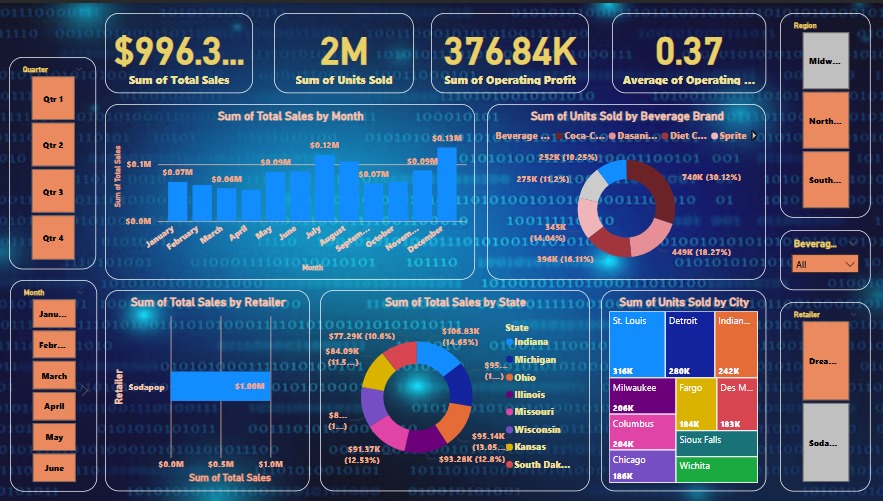 $996.3...
Sum of Total Sales
2M
Sum of Units Sold
376.84K
Sum of Operating Profit
0.37
Average of Operating ...
Region
Midw...
North...
South...
Quarter
Qtr 1
Qtr 2
Qtr 3
Qtr 4
Sum of Total Sales by Month
Sum of Total Sales
$0.1M
$0.0M
$0.07M
$0.06M
$0.09M
$0.12M
$0.07M
$0.09M
$0.13M
January
February
March
April
May
June
July
August
Septem...
October
Novem...
December
Month
Sum of Units Sold by Beverage Brand
Beverage ...
Coca-C...
Dasani...
Diet C...
Sprite
252K (10.25%)
275K (11.2%)
345K
(14.04%)
396K (16.11%)
740K (30.12%)
449K (18.27%)
Beverag...
All
Month
Janu...
Febr...
March
April
May
June
Sum of Total Sales by Retailer
Retailer
Sodapop
$1.00M
$0.0M
$0.5M
$1.0M
Sum of Total Sales
Sum of Total Sales by State
$77.29K (10.6%)
$84.09K
(11.5...)
$8...
(1...)
$91.37K
(12.53%)
$106.83K
(14.65%)
$95...
(1...)
$95.14K
(13.05...)
$93.28K (12.8%)
State
Indiana
Michigan
Ohio
Illinois
Missouri
Wisconsin
Kansas
South Dak...
Sum of Units Sold by City
St. Louis
316K
Detroit
280K
Indian...
242K
Milwaukee
206K
Columbus
204K
Chicago
186K
Fargo
184K
Des M...
183K
Sioux Falls
Wichita
Retailer
Drea...
Soda...